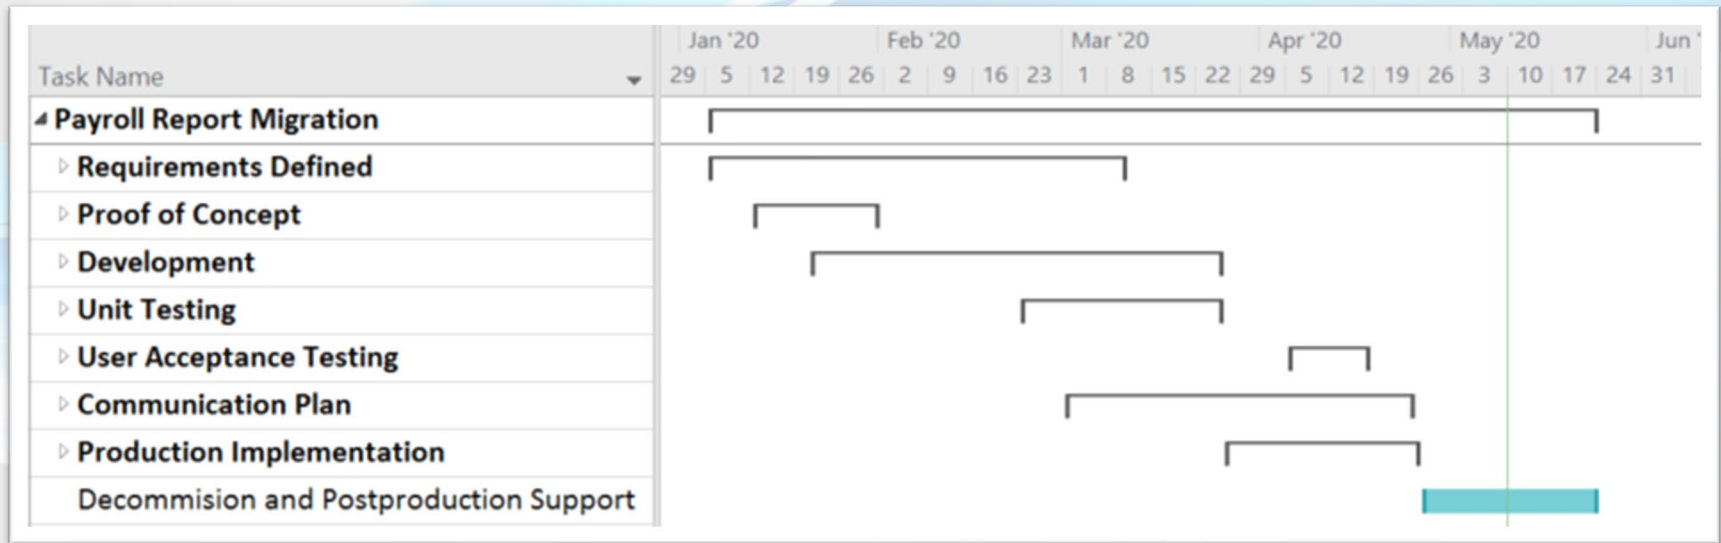 Jan '20 Feb '20 Mar '20 Apr '20 May '20 Jun '
Task Name 29 5 12 19 26 2 9 16 23 1 8 15 22 29 5 12 19 26 3 10 17 24 31
Payroll Report Migration
Requirements Defined
Proof of Concept
Development
Unit Testing
User Acceptance Testing
Communication Plan
Production Implementation
Decommision and Postproduction Support